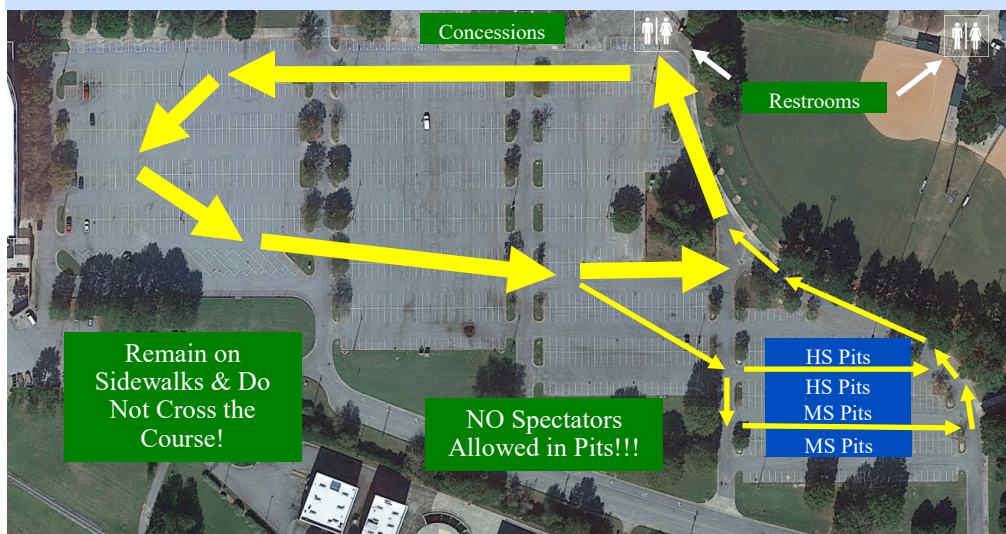 Concessions
Restrooms
Remain on
Sidewalks & Do
Not Cross the
Course!
NO Spectators
Allowed in Pits!!!
HS Pits
HS Pits
MS Pits
MS Pits